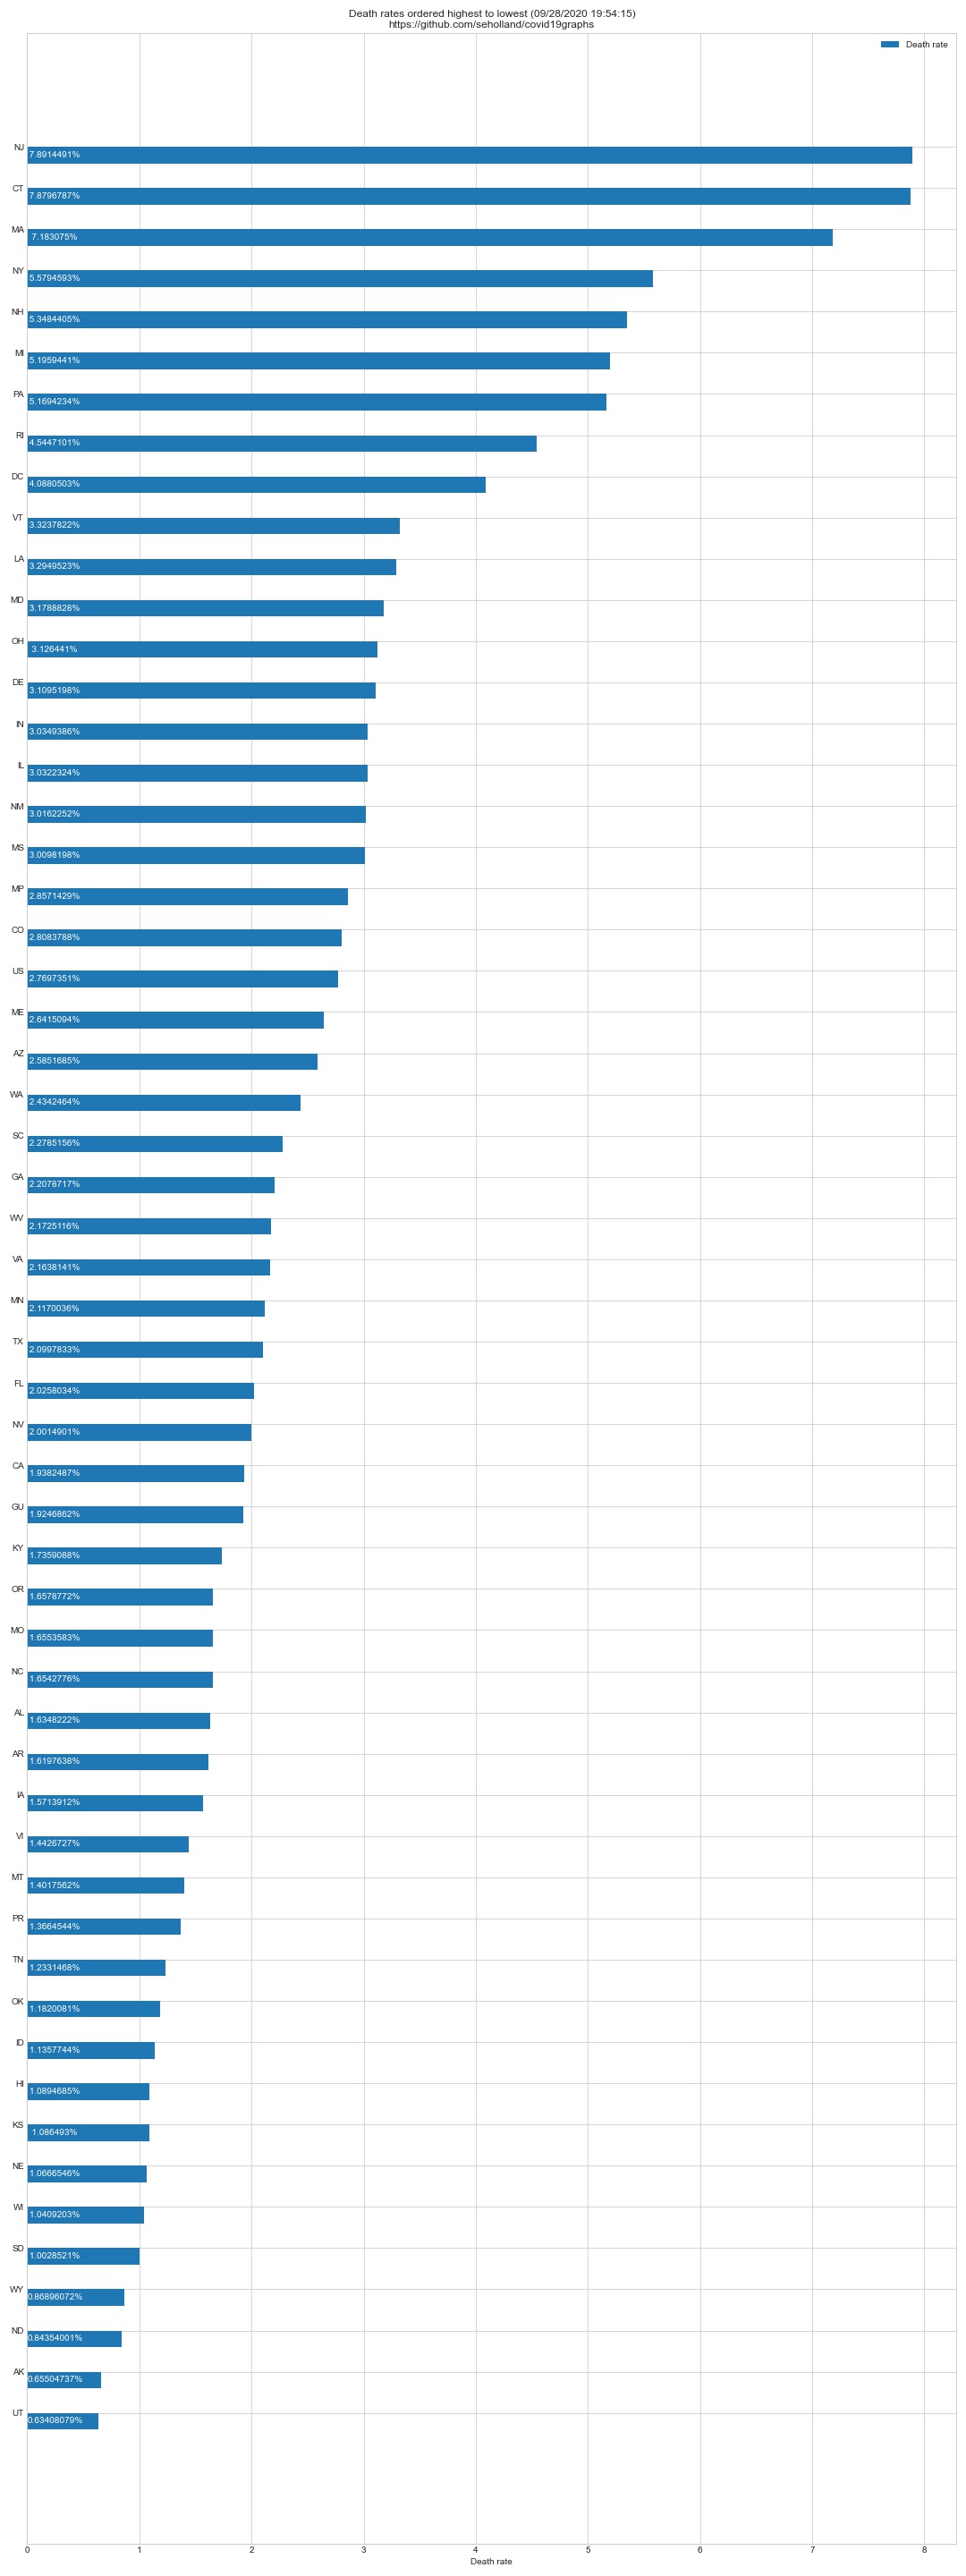 Death rates ordered highest to lowest (09/28/2020 19:54:15)
https://github.com/seholland/covid19graphs
Death rate
NJ 7.8914491%
CT 7.8796787%
MA 7.183075%
NY 5.5794593%
NH 5.3484405%
MI 5.1959441%
PA 5.1694234%
RI 4.5447101%
DC 4.0880503%
VT 3.3237822%
LA 3.2949523%
MD 3.1788828%
OH 3.126441%
DE 3.1095198%
IN 3.0349386%
IL 3.0322324%
NM 3.0162252%
MS 3.0098198%
MP 2.8571429%
CO 2.8083788%
US 2.7697351%
ME 2.6415094%
AZ 2.5851685%
WA 2.4342464%
SC 2.2785156%
GA 2.2078717%
WV 2.1725116%
VA 2.1638141%
MN 2.1170036%
TX 2.0997833%
FL 2.0258034%
NV 2.0014901%
CA 1.9382487%
GU 1.9246862%
KY 1.7359088%
OR 1.6578772%
MO 1.6553583%
NC 1.6542776%
AL 1.6348222%
AR 1.6197638%
IA 1.5713912%
VI 1.4426727%
MT 1.4017562%
PR 1.3664544%
TN 1.2331468%
OK 1.1820081%
ID 1.1357744%
HI 1.0894685%
KS 1.086493%
NE 1.0666546%
WI 1.0409203%
SD 1.0028521%
WY 0.86896072%
ND 0.84354001%
AK 0.65504737%
UT 0.63408079%
0 1 2 3 4 5 6 7 8
Death rate